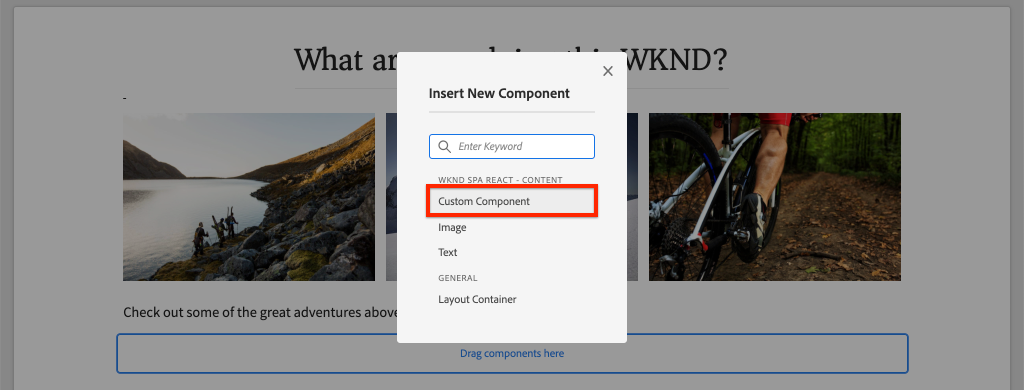 What ar
this WKND?
Insert New Component
Enter Keyword
WKND SPA REACT - CONTENT
Custom Component
Image
Text
GENERAL
Layout Container
Check out some of the great adventures above
Drag components here